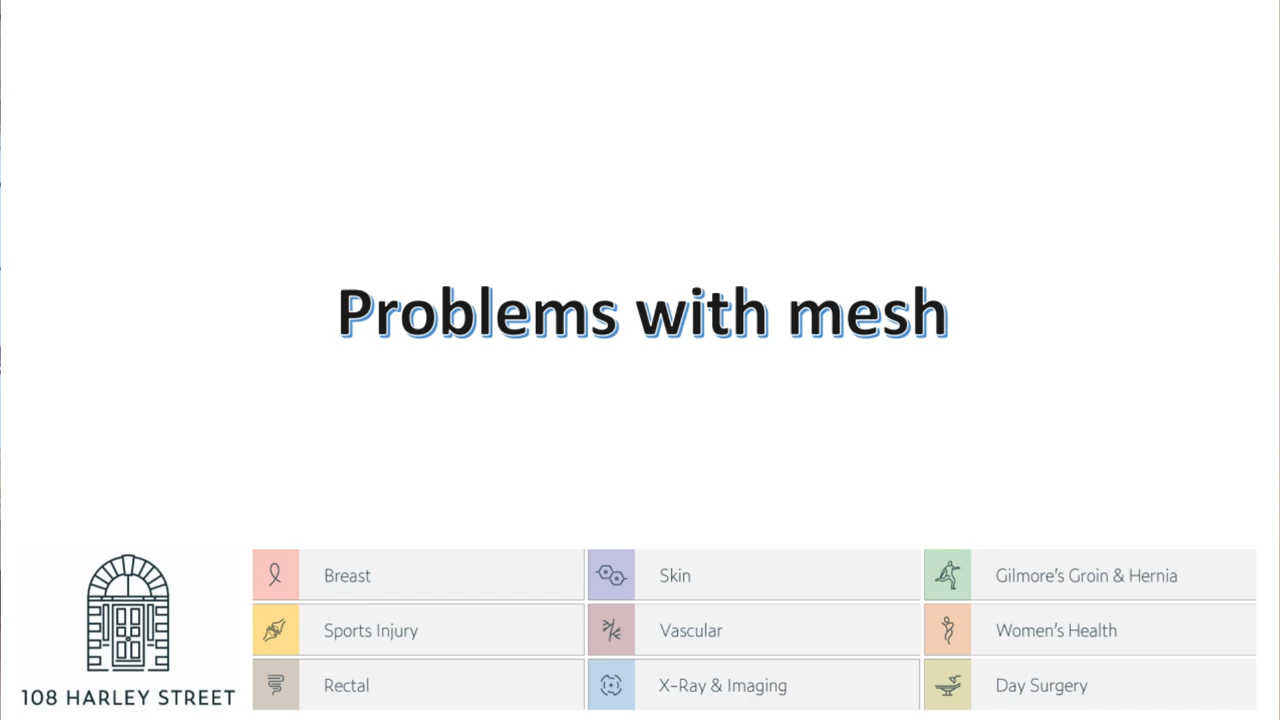 Problems with mesh
108 HARLEY STREET
Breast
Skin
Gilmore's Groin & Hernia
Sports Injury
Vascular
Women's Health
Rectal
X-Ray & Imaging
Day Surgery